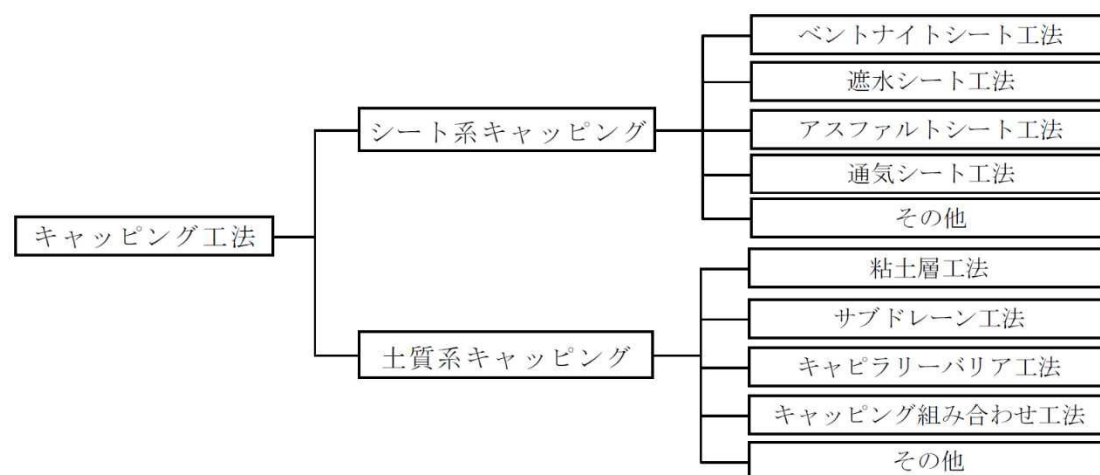 キャッピング工法
シート系キャッピング
ベントナイトシート工法
遮水シート工法
アスファルトシート工法
通気シート工法
その他
土質系キャッピング
粘土層工法
サブドレーン工法
キャピラリーバリア工法
キャッピング組み合わせ工法
その他